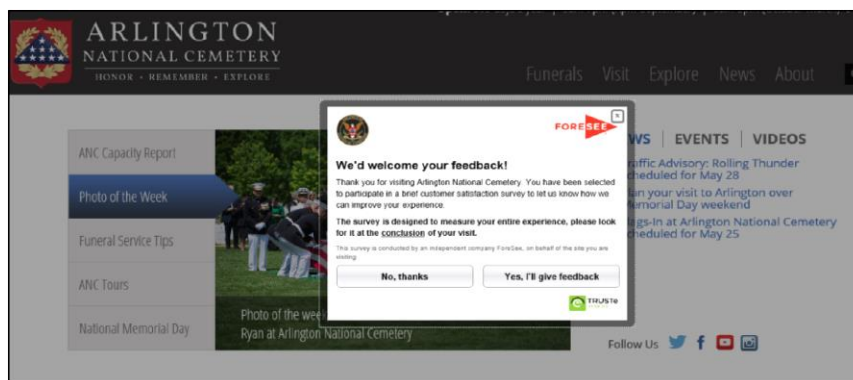 ARLINGTON
NATIONAL CEMETERY
HONOR • REMEMBER • EXPLORE
Funerals Visit Explore News About
ANC Capacity Report
Photo of the Week
Funeral Service Tips
ANC Tours
National Memorial Day
Photo of the wee
Ryan at Arlington National Cemetery
FORESEE
We'd welcome your feedback!
Thank you for visiting Arlington National Cemetery. You have been selected
to participate in a brief customer satisfaction survey to let us know how we
can improve your experience.
The survey is designed to measure your entire experience, please look
for it at the conclusion of your visit.
This survey is conducted by an independent company ForeSee, on behalf of the site you are
visiting.
No, thanks
Yes, I'll give feedback
TRUSTe
WS | EVENTS | VIDEOS
raffic Advisory: Rolling Thunder
cheduled for May 28
an your visit to Arlington over
emorial Day weekend
ags-In at Arlington National Cemetery
cheduled for May 25
Follow Us